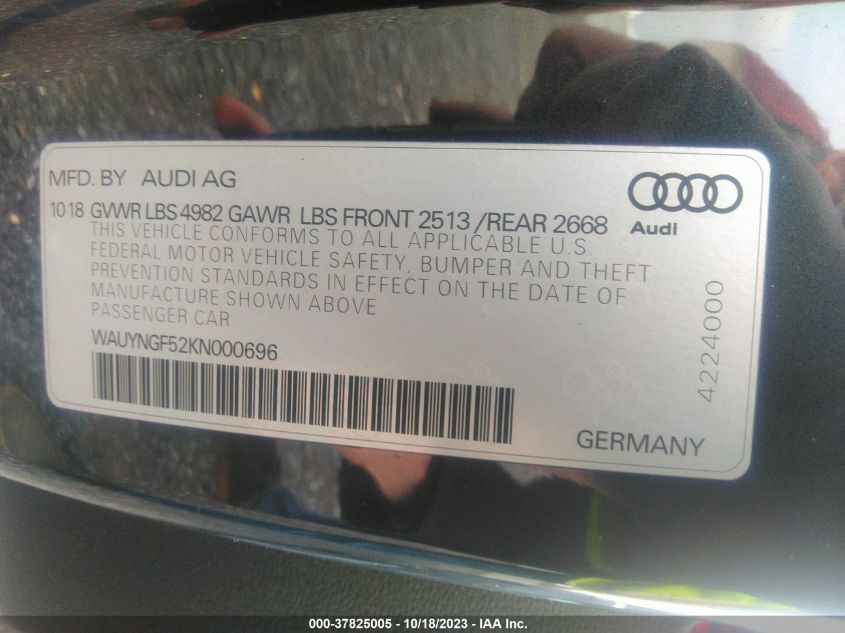 MFD. BY AUDI AG
1018 GVWR LBS 4982 GAWR LBS FRONT 2513 /REAR 2668
THIS VEHICLE CONFORMS TO ALL APPLICABLE U.S.
FEDERAL MOTOR VEHICLE SAFETY, BUMPER AND THEFT
PREVENTION STANDARDS IN EFFECT ON THE DATE OF
MANUFACTURE SHOWN ABOVE
PASSENGER CAR
WAUYNGF52KN000696
Audi
4224000
GERMANY
000-37825005 - 10/18/2023 - IAA Inc.